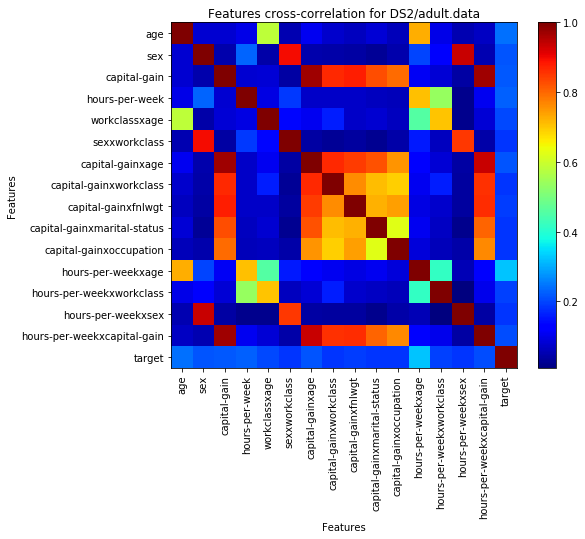 Features cross-correlation for DS2/adult.data
age
sex
capital-gain
hours-per-week
workclassxage
sexxworkclass
capital-gainxage
capital-gainxworkclass
capital-gainxfnlwgt
capital-gainxmarital-status
capital-gainxoccupation
hours-per-weekxage
hours-per-weekxworkclass
hours-per-weekxsex
hours-per-weekxcapital-gain
target
Features
age
sex
capital-gain
hours-per-week
workclassxage
sexxworkclass
capital-gainxage
capital-gainxworkclass
capital-gainxfnlwgt
capital-gainxmarital-status
capital-gainxoccupation
hours-per-weekxage
hours-per-weekxworkclass
hours-per-weekxsex
hours-per-weekxcapital-gain
target
Features
1.0
0.8
0.6
0.4
0.2